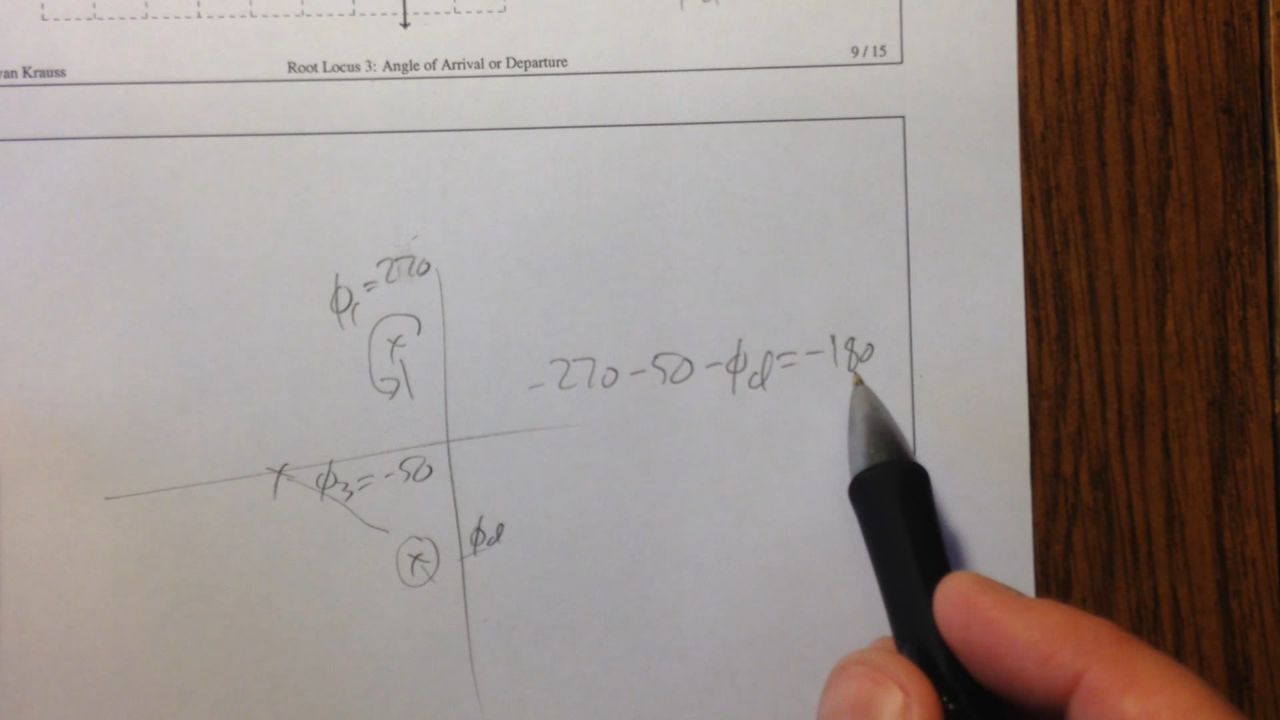 van Krauss
Root Locus 3: Angle of Arrival or Departure
9 / 15
ϕ₁ = 270
-270 - 50 - ϕd = -180
ϕ₃ = -50
ϕd